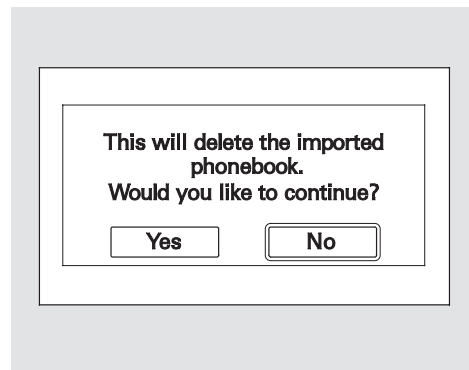 This will delete the imported
phonebook.
Would you like to continue?
Yes No